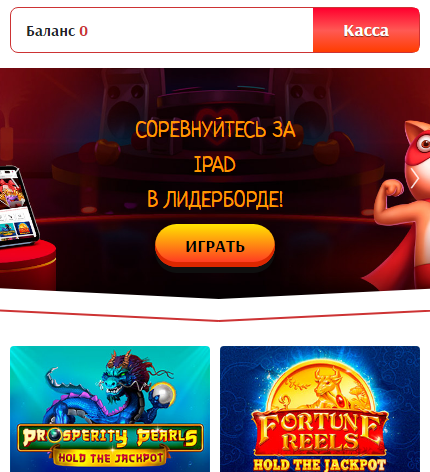 Баланс 0
Касса
СОРЕВНУЙТЕСЬ ЗА
IPAD
В ЛИДЕРБОРДЕ!
ИГРАТЬ
PROSPERITY PEARLS
HOLD THE JACKPOT
FORTUNE
REELS
HOLD THE JACKPOT